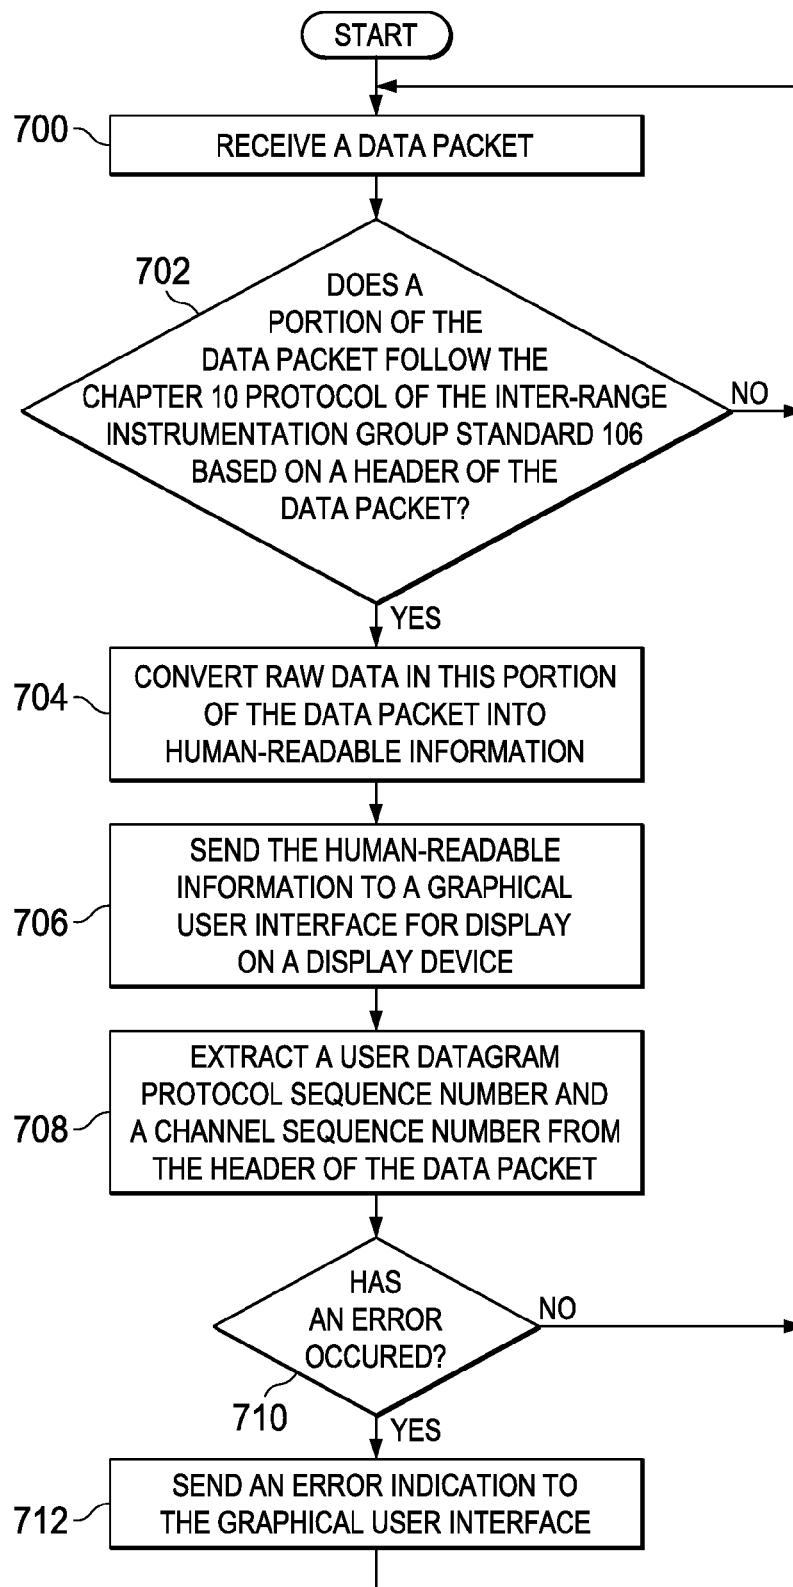 START
700
RECEIVE A DATA PACKET
702
DOES A
PORTION OF THE
DATA PACKET FOLLOW THE
CHAPTER 10 PROTOCOL OF THE INTER-RANGE
INSTRUMENTATION GROUP STANDARD 106
BASED ON A HEADER OF THE
DATA PACKET?
NO
YES
704
CONVERT RAW DATA IN THIS PORTION
OF THE DATA PACKET INTO
HUMAN-READABLE INFORMATION
706
SEND THE HUMAN-READABLE
INFORMATION TO A GRAPHICAL
USER INTERFACE FOR DISPLAY
ON A DISPLAY DEVICE
708
EXTRACT A USER DATAGRAM
PROTOCOL SEQUENCE NUMBER AND
A CHANNEL SEQUENCE NUMBER FROM
THE HEADER OF THE DATA PACKET
HAS
AN ERROR
OCCURED?
NO
710
YES
712
SEND AN ERROR INDICATION TO
THE GRAPHICAL USER INTERFACE